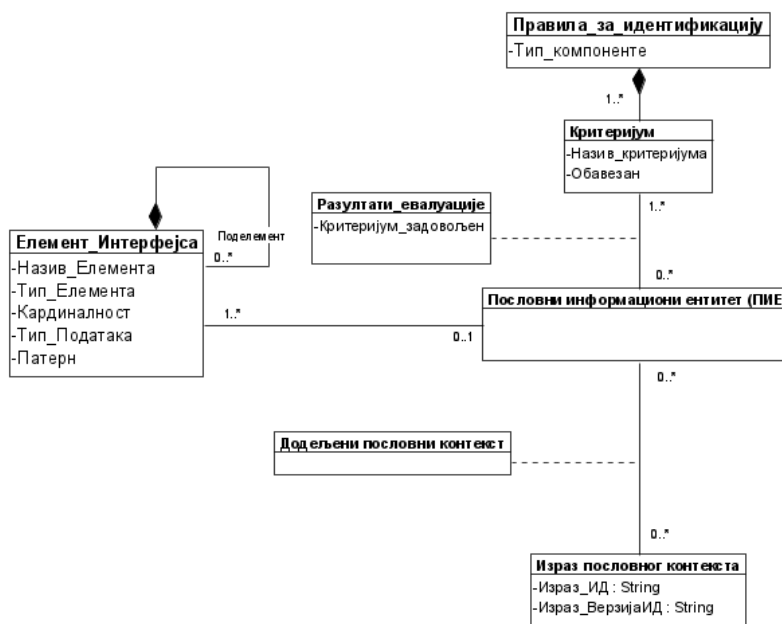 Правила_за_идентификацију
-Тип_компоненте
1..*
Критеријум
-Назив_критеријума
-Обавезан
1..*
Разултати_евалуације
-Критеријум_задовољен
Поделемент
0..*
Елемент_Интерфејса
-Назив_Елемента
-Тип_Елемента
-Кардиналност
-Тип_Података
-Патерн
1..*
0..1
0..*
Пословни информациони ентитет (ПИЕ
0..*
Додељени пословни контекст
0..*
Израз пословног контекста
-Израз_ИД : String
-Израз_ВерзијаИД : String